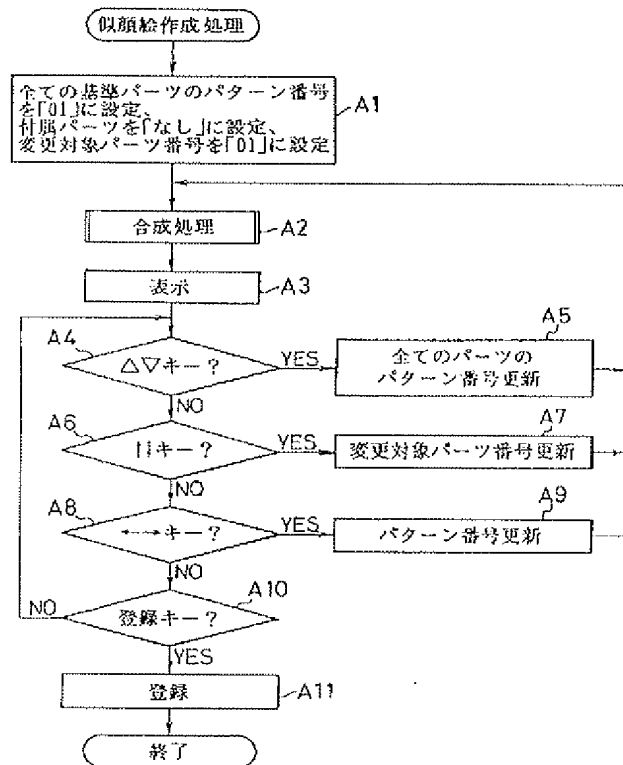 似顔絵作成処理
全ての基準パーツのパターン番号
を「01」に設定、
付属パーツを「なし」に設定、
変更対象パーツ番号を「01」に設定
A1
合成処理
A2
表示
A3
A4
△▽キー?
YES
A5
全てのパーツの
パターン番号更新
NO
A6
↑↓キー?
YES
A7
変更対象パーツ番号更新
NO
A8
←→キー?
YES
A9
パターン番号更新
NO
A10
登録キー?
NO
YES
登録
A11
終了